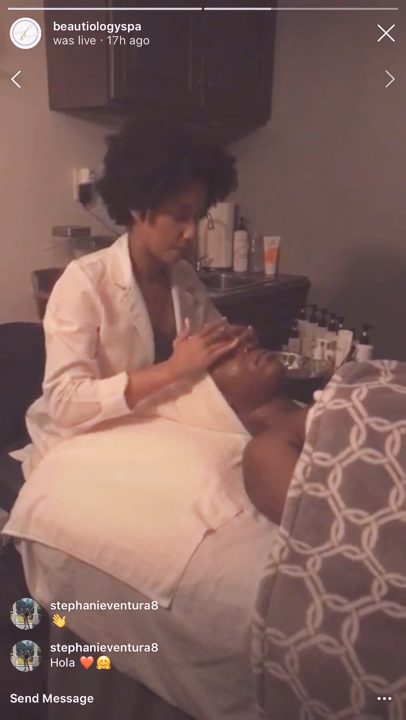 beautiologyspa
was live · 17h ago
stephanieventura8
👋
stephanieventura8
Hola ❤️🤗
Send Message